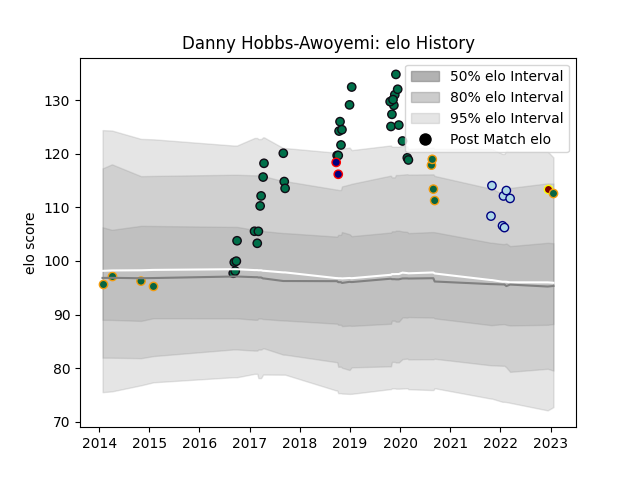 Danny Hobbs-Awoyemi: elo History
50% elo Interval
80% elo Interval
95% elo Interval
Post Match elo
elo score
130
120
110
100
90
80
70
2014 2015 2016 2017 2018 2019 2020 2021 2022 2023